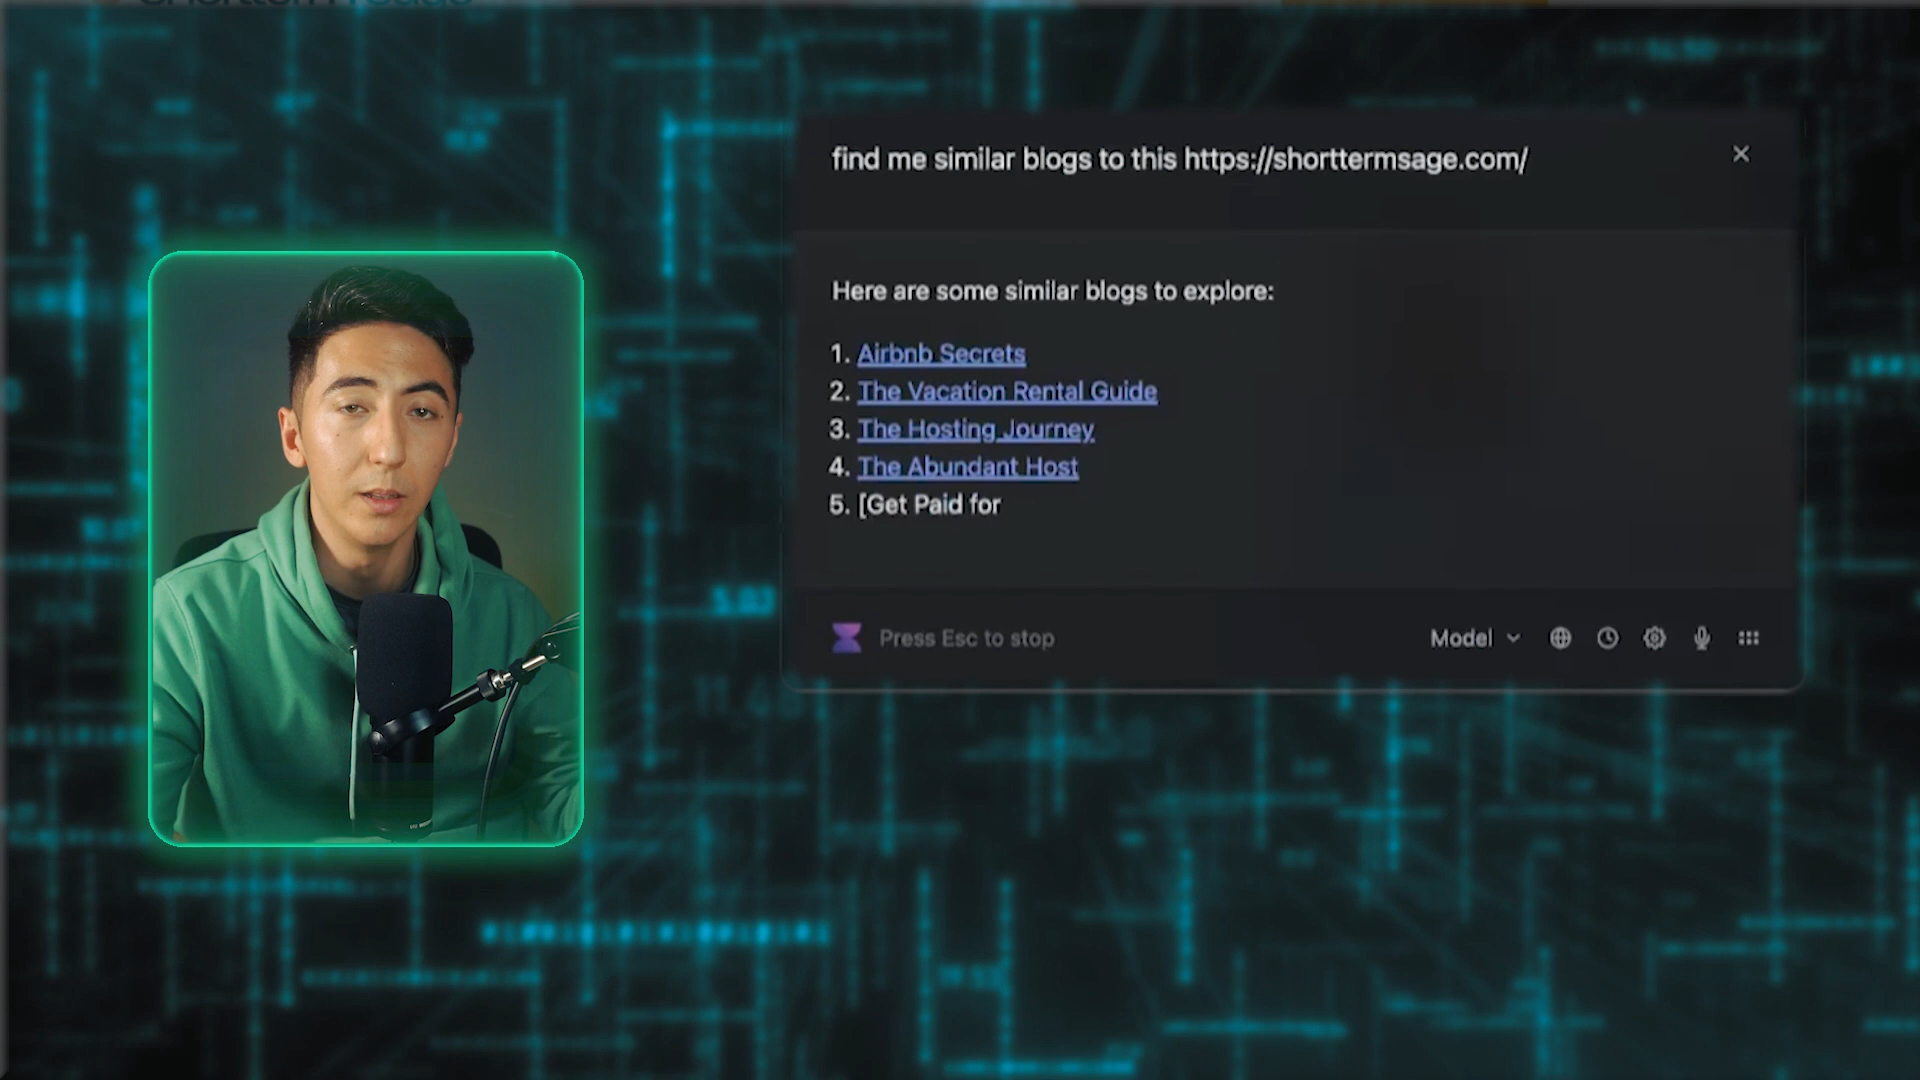 find me similar blogs to this https://shorttermsage.com/
Here are some similar blogs to explore:
1. Airbnb Secrets
2. The Vacation Rental Guide
3. The Hosting Journey
4. The Abundant Host
5. [Get Paid for
Press Esc to stop
Model